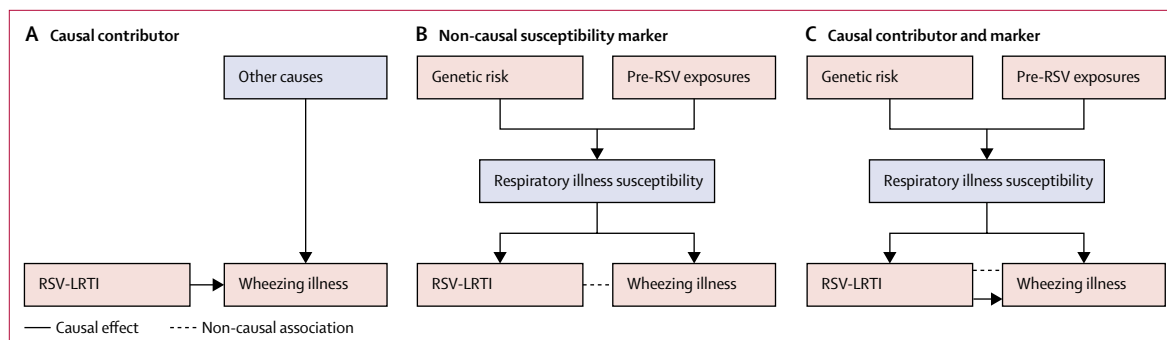 A Causal contributor
Other causes
RSV-LRTI
Wheezing illness
Causal effect
Non-causal association
B Non-causal susceptibility marker
Genetic risk
Pre-RSV exposures
Respiratory illness susceptibility
RSV-LRTI
Wheezing illness
C Causal contributor and marker
Genetic risk
Pre-RSV exposures
Respiratory illness susceptibility
RSV-LRTI
Wheezing illness